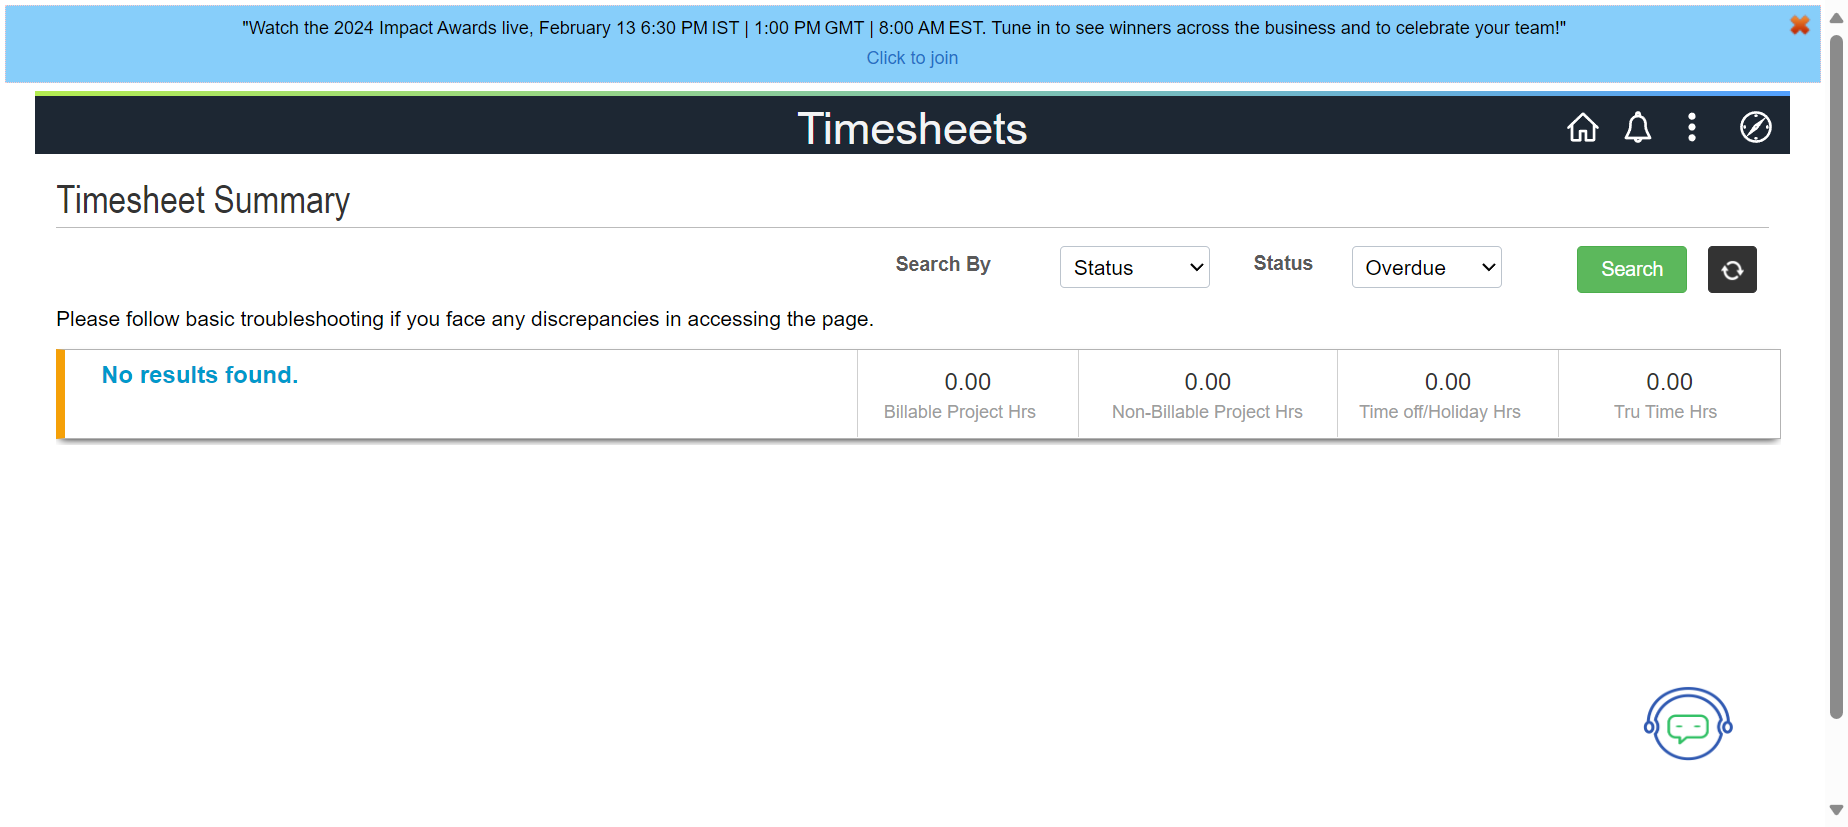 "Watch the 2024 Impact Awards live, February 13 6:30 PM IST | 1:00 PM GMT | 8:00 AM EST. Tune in to see winners across the business and to celebrate your team!"
Click to join
Timesheets
Timesheet Summary
Search By Status Status Overdue Search
Please follow basic troubleshooting if you face any discrepancies in accessing the page.
No results found. 0.00 0.00 0.00 0.00
Billable Project Hrs Non-Billable Project Hrs Time off/Holiday Hrs Tru Time Hrs